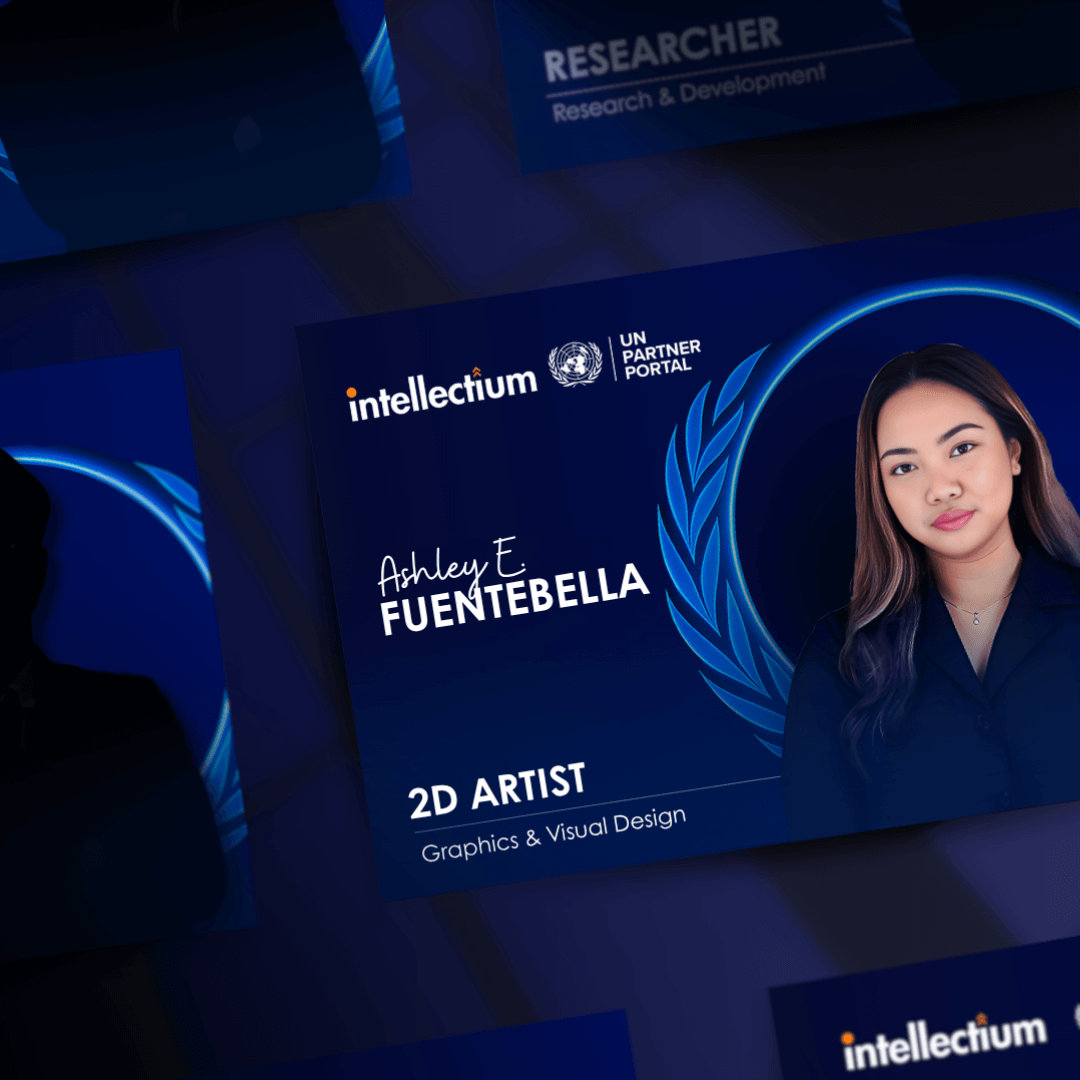 RESEARCHER
Research & Development
intellectium
UN
PARTNER
PORTAL
Ashley E.
FUENTEBELLA
2D ARTIST
Graphics & Visual Design
intellectium